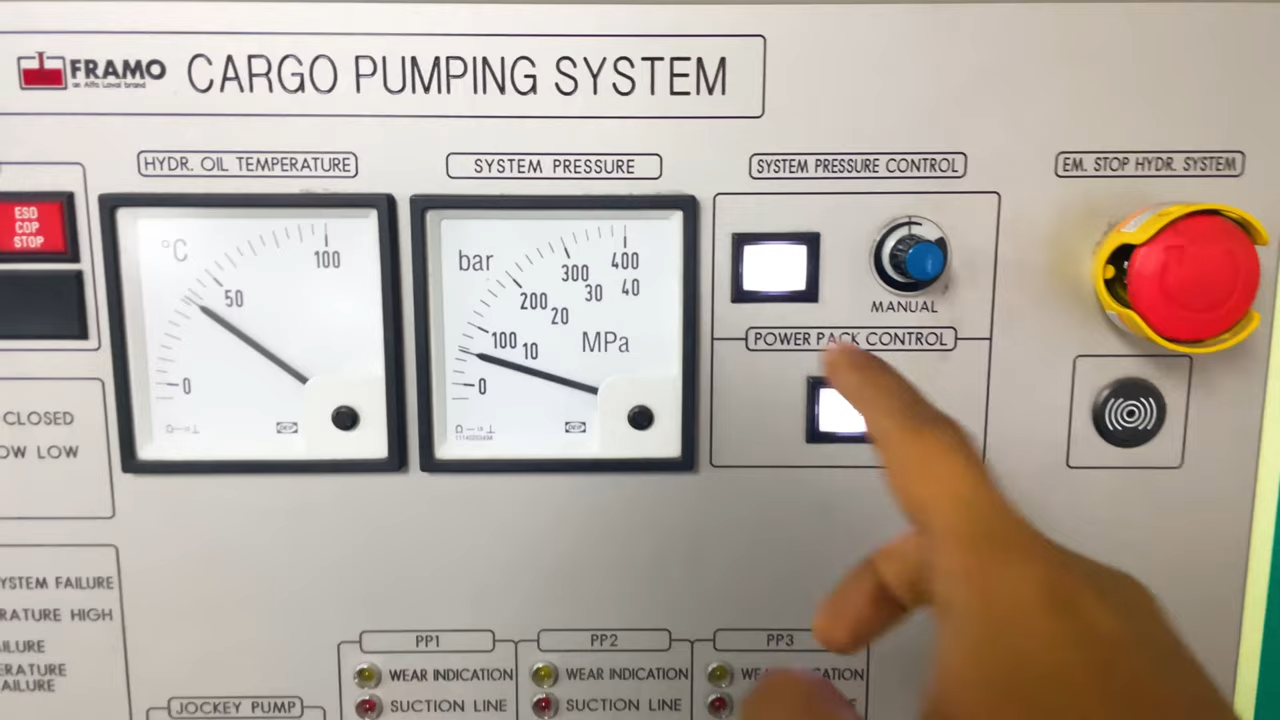 FRAMO
an Alfa Laval brand
CARGO PUMPING SYSTEM
HYDR. OIL TEMPERATURE
SYSTEM PRESSURE
SYSTEM PRESSURE CONTROL
EM. STOP HYDR. SYSTEM
ESD
COP
STOP
°C
0
50
100
bar
0
100
200
300
400
10
20
30
40
MPa
DEIF
DEIF
MANUAL
POWER PACK CONTROL
CLOSED
OW LOW
YSTEM FAILURE
RATURE HIGH
AILURE
ERATURE
AILURE
JOCKEY PUMP
PP1
WEAR INDICATION
SUCTION LINE
PP2
WEAR INDICATION
SUCTION LINE
PP3